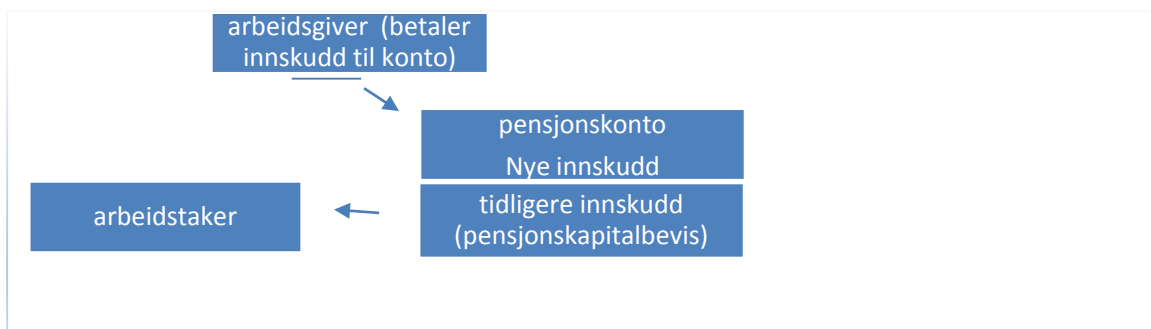 arbeidsgiver (betaler
innskudd til konto)
pensjonskonto
Nye innskudd
arbeidstaker
tidligere innskudd
(pensjonskapitalbevis)